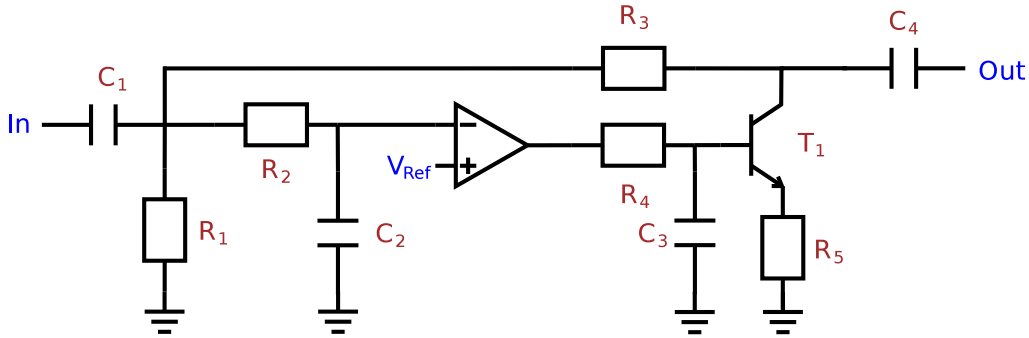 R3
C4
C1
Out
In
R2
−
VRef
+
T1
R4
R1
C2
C3
R5